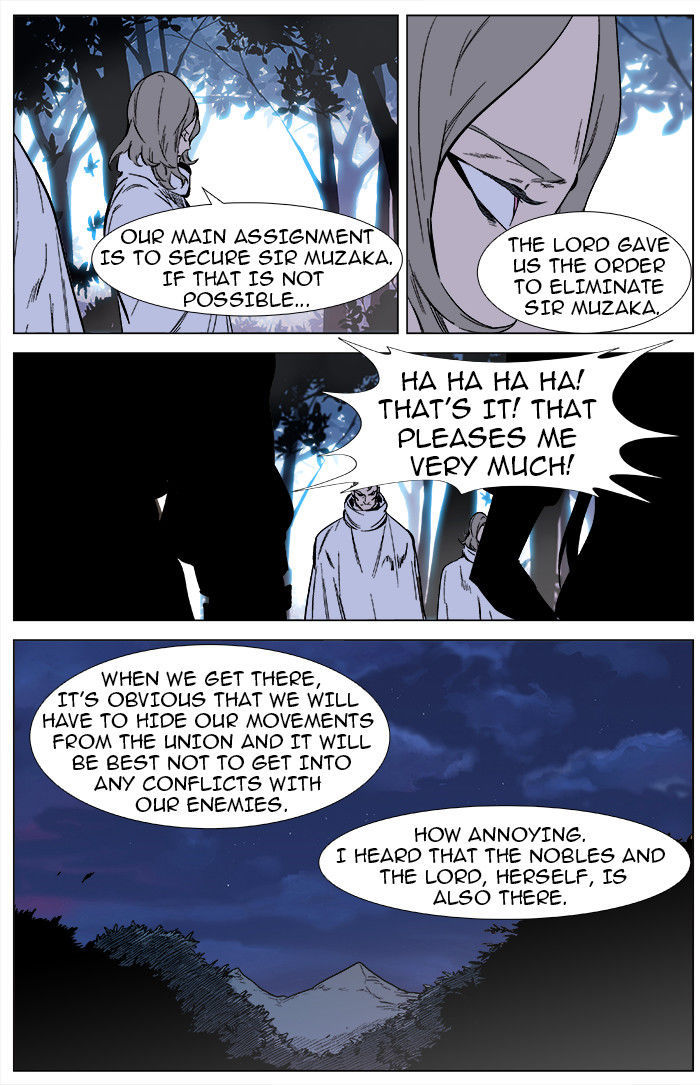 OUR MAIN ASSIGNMENT
IS TO SECURE SIR MUZAKA.
IF THAT IS NOT
POSSIBLE...
THE LORD GAVE
US THE ORDER
TO ELIMINATE
SIR MUZAKA.
HA HA HA HA!
THAT'S IT! THAT
PLEASES ME
VERY MUCH!
WHEN WE GET THERE,
IT'S OBVIOUS THAT WE WILL
HAVE TO HIDE OUR MOVEMENTS
FROM THE UNION AND IT WILL
BE BEST NOT TO GET INTO
ANY CONFLICTS WITH
OUR ENEMIES.
HOW ANNOYING.
I HEARD THAT THE NOBLES AND
THE LORD, HERSELF, IS
ALSO THERE.